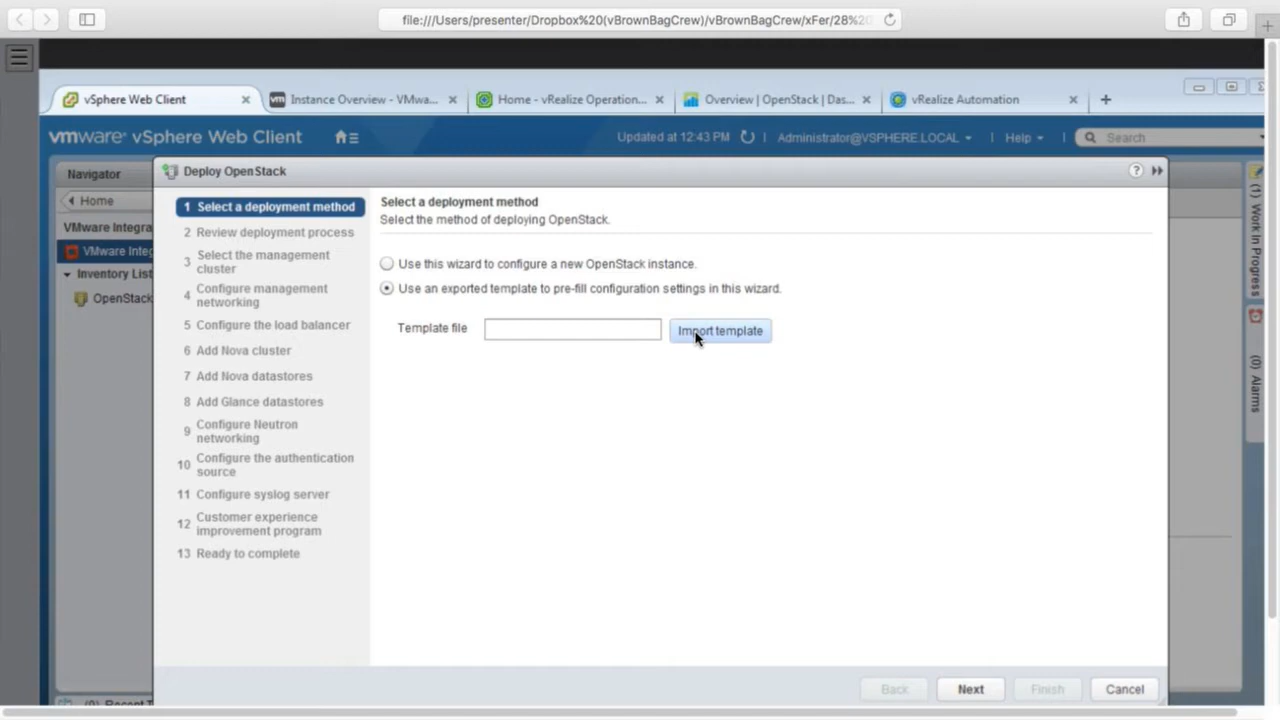 file:///Users/presenter/Dropbox%20(vBrownBagCrew)/vBrownBagCrew/xFer/28%20
vSphere Web Client
Instance Overview - VMwa...
Home - vRealize Operation...
Overview | OpenStack | Das...
vRealize Automation
vmware® vSphere Web Client
Updated at 12:43 PM
Administrator@VSPHERE.LOCAL
Help
Search
Navigator
Home
VMware Integra
VMware Integ
Inventory List
OpenStack
Deploy OpenStack
1 Select a deployment method
2 Review deployment process
3 Select the management
cluster
4 Configure management
networking
5 Configure the load balancer
6 Add Nova cluster
7 Add Nova datastores
8 Add Glance datastores
9 Configure Neutron
networking
10 Configure the authentication
source
11 Configure syslog server
12 Customer experience
improvement program
13 Ready to complete
Select a deployment method
Select the method of deploying OpenStack.
Use this wizard to configure a new OpenStack instance.
Use an exported template to pre-fill configuration settings in this wizard.
Template file
Import template
Back
Next
Finish
Cancel
(1) Work In Progress
(0) Alarms